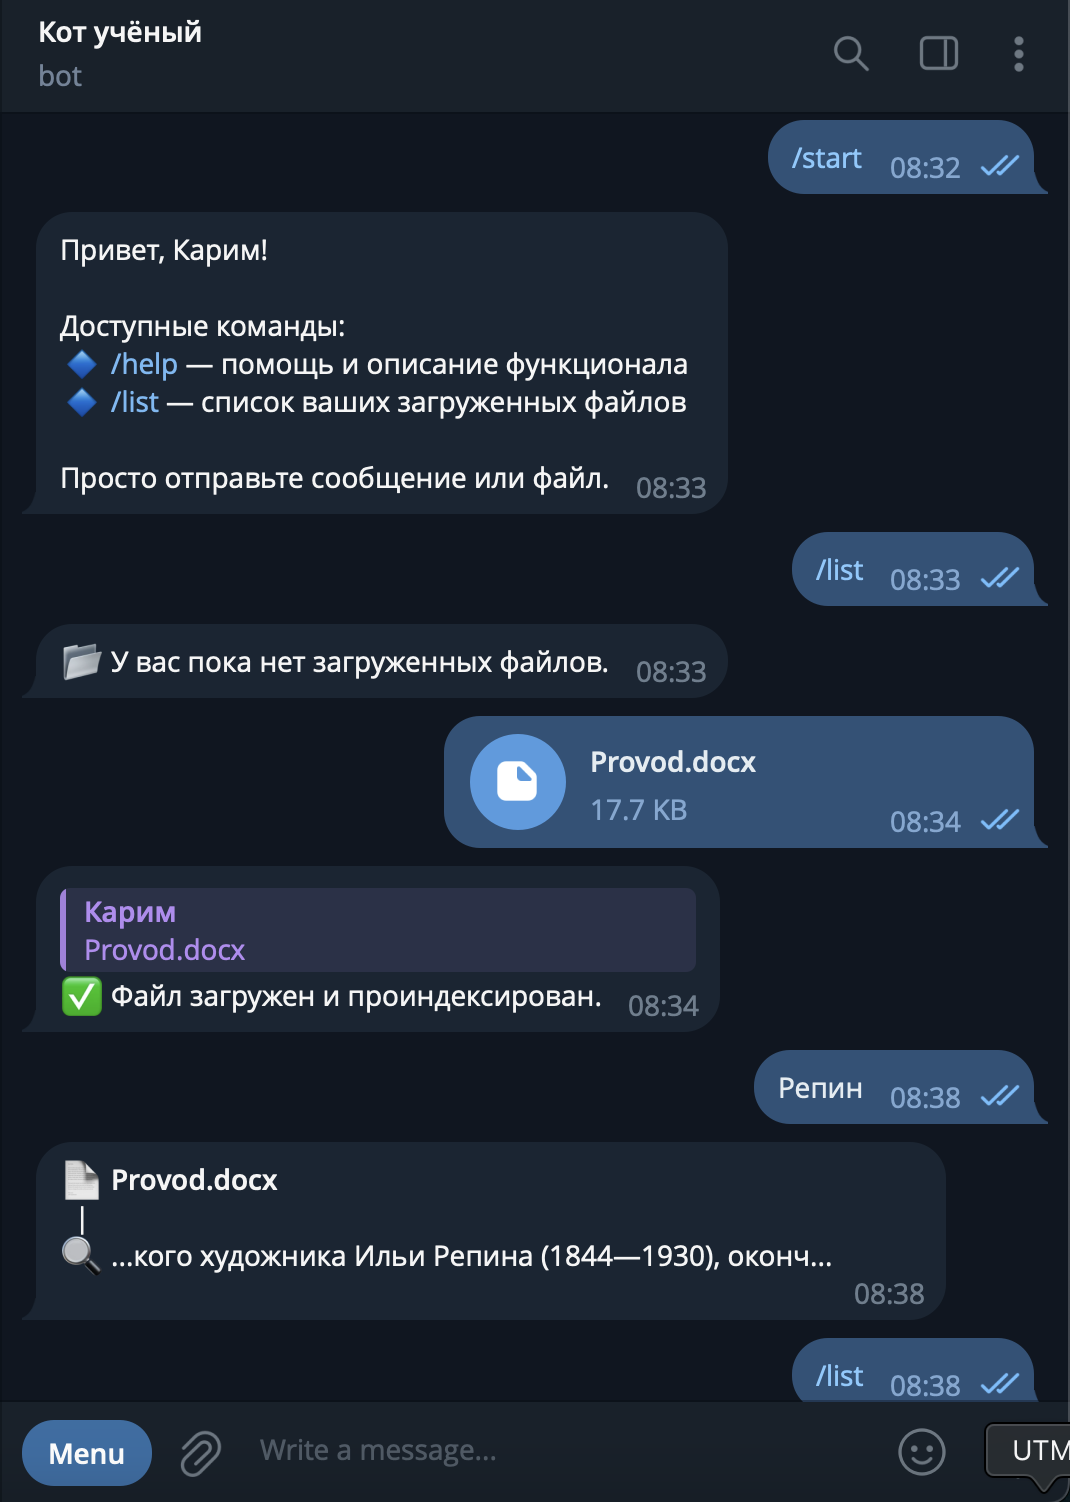 Кот учёный
bot
/start 08:32
Привет, Карим!
Доступные команды:
/help — помощь и описание функционала
/list — список ваших загруженных файлов
Просто отправьте сообщение или файл. 08:33
/list 08:33
У вас пока нет загруженных файлов. 08:33
Provod.docx
17.7 KB 08:34
Карим
Provod.docx
Файл загружен и проиндексирован. 08:34
Репин 08:38
Provod.docx
...кого художника Ильи Репина (1844—1930), оконч...
08:38
/list 08:38
Menu Write a message... UTM